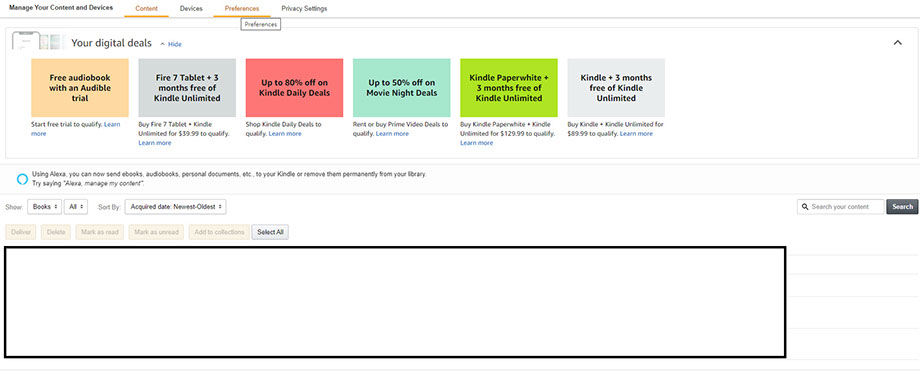 Manage Your Content and Devices Content Devices Preferences Privacy Settings
Preferences
Your digital deals Hide
Free audiobook
with an Audible
trial
Start free trial to qualify. Learn
more
Fire 7 Tablet + 3
months free of
Kindle Unlimited
Buy Fire 7 Tablet + Kindle
Unlimited for $39.99 to qualify.
Learn more
Up to 80% off on
Kindle Daily Deals
Shop Kindle Daily Deals to
qualify. Learn more
Up to 50% off on
Movie Night Deals
Rent or buy Prime Video Deals to
qualify. Learn more
Kindle Paperwhite +
3 months free of
Kindle Unlimited
Buy Kindle Paperwhite + Kindle
Unlimited for $129.99 to qualify.
Learn more
Kindle + 3 months
free of Kindle
Unlimited
Buy Kindle + Kindle Unlimited for
$89.99 to qualify. Learn more
Using Alexa, you can now send ebooks, audiobooks, personal documents, etc., to your Kindle or remove them permanently from your library.
Try saying "Alexa, manage my content".
Show: Books All Sort By: Acquired date: Newest-Oldest Search your content Search
Deliver Delete Mark as read Mark as unread Add to collections Select All